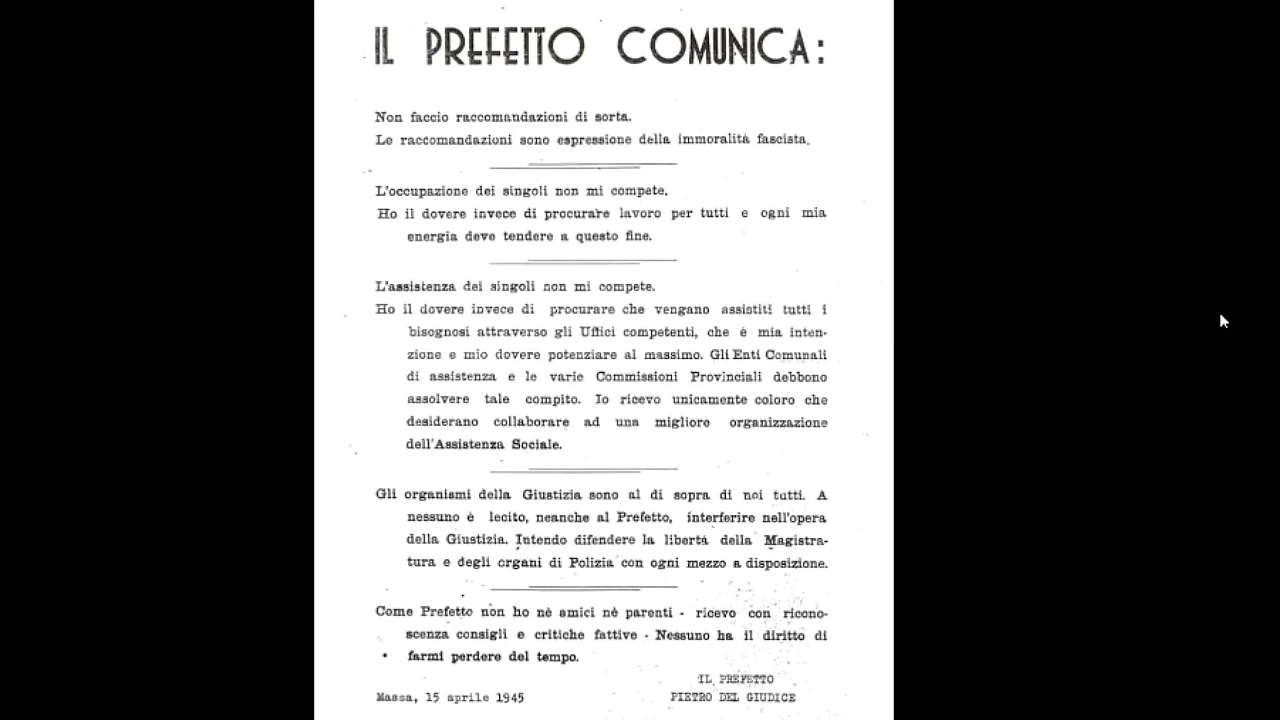 IL PREFETTO COMUNICA:
Non faccio raccomandazioni di sorta.
Le raccomandazioni sono espressione della immoralità fascista.
L'occupazione dei singoli non mi compete.
Ho il dovere invece di procurare lavoro per tutti e ogni mia
energia deve tendere a questo fine.
L'assistenza dei singoli non mi compete.
Ho il dovere invece di procurare che vengano assistiti tutti i
bisognosi attraverso gli Uffici competenti, che è mia inten-
zione e mio dovere potenziare al massimo. Gli Enti Comunali
di assistenza e le varie Commissioni Provinciali debbono
assolvere tale compito. Io ricevo unicamente coloro che
desiderano collaborare ad una migliore organizzazione
dell'Assistenza Sociale.
Gli organismi della Giustizia sono al di sopra di noi tutti. A
nessuno è lecito, neanche al Prefetto, interferire nell'opera
della Giustizia. Intendo difendere la libertà della Magistra-
tura e degli organi di Polizia con ogni mezzo a disposizione.
Come Prefetto non ho nè amici nè parenti - ricevo con ricono-
scenza consigli e critiche fattive - Nessuno ha il diritto di
farmi perdere del tempo.
IL PREFETTO
Massa, 15 aprile 1945 PIETRO DEL GIUDICE